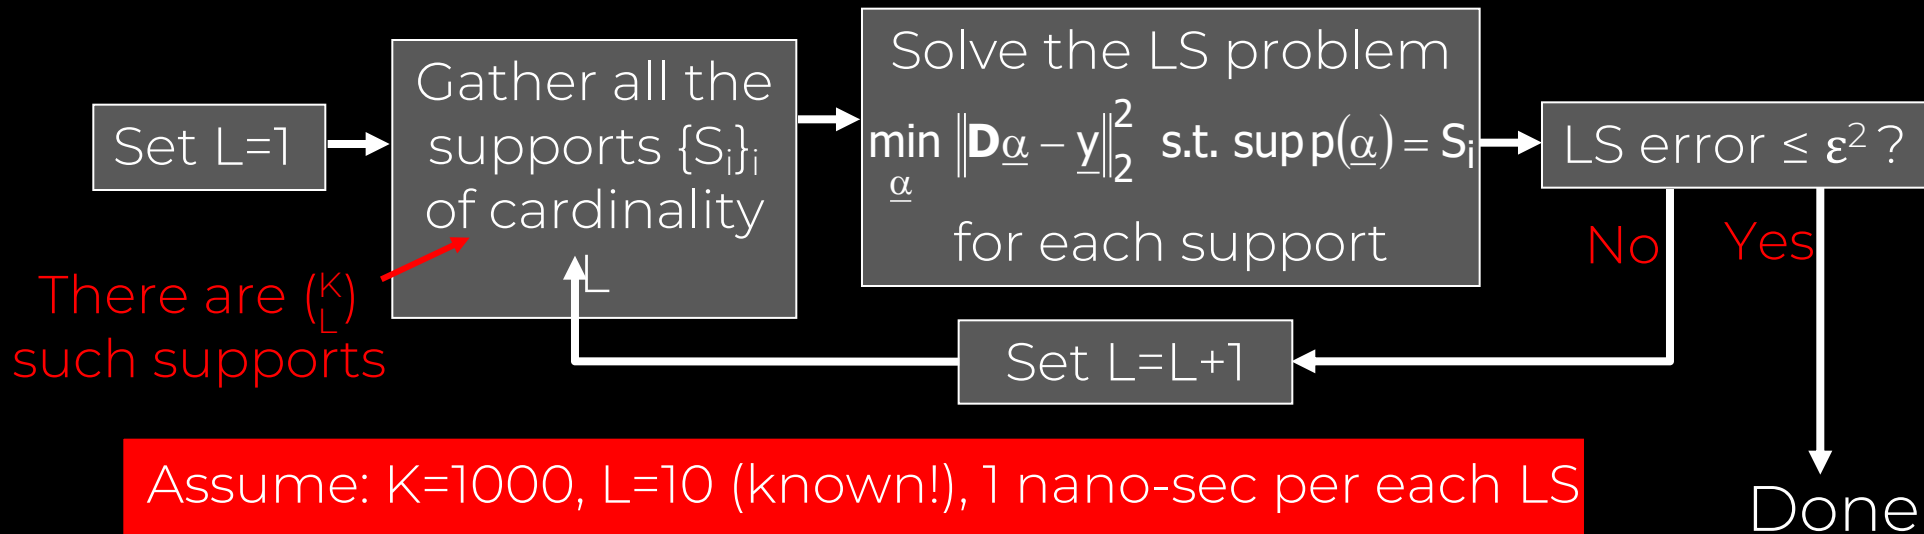 Set L=1
Gather all the
supports {Sᵢ}ᵢ
of cardinality
L
There are (ᴷ_L)
such supports
Solve the LS problem
min_α ‖Dα − y‖₂² s.t. supp(α) = Sᵢ
for each support
LS error ≤ ε² ?
No
Yes
Set L=L+1
Assume: K=1000, L=10 (known!), 1 nano-sec per each LS
Done